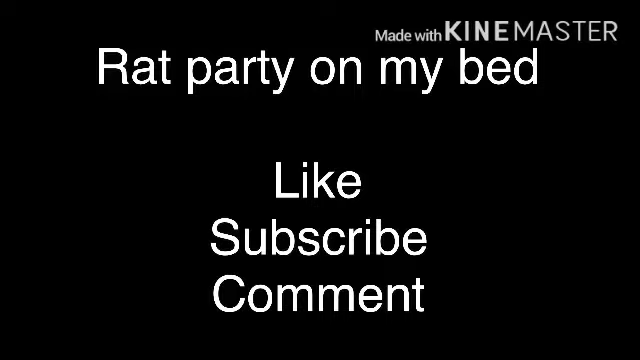 Made with KINEMASTER
Rat party on my bed
Like
Subscribe
Comment